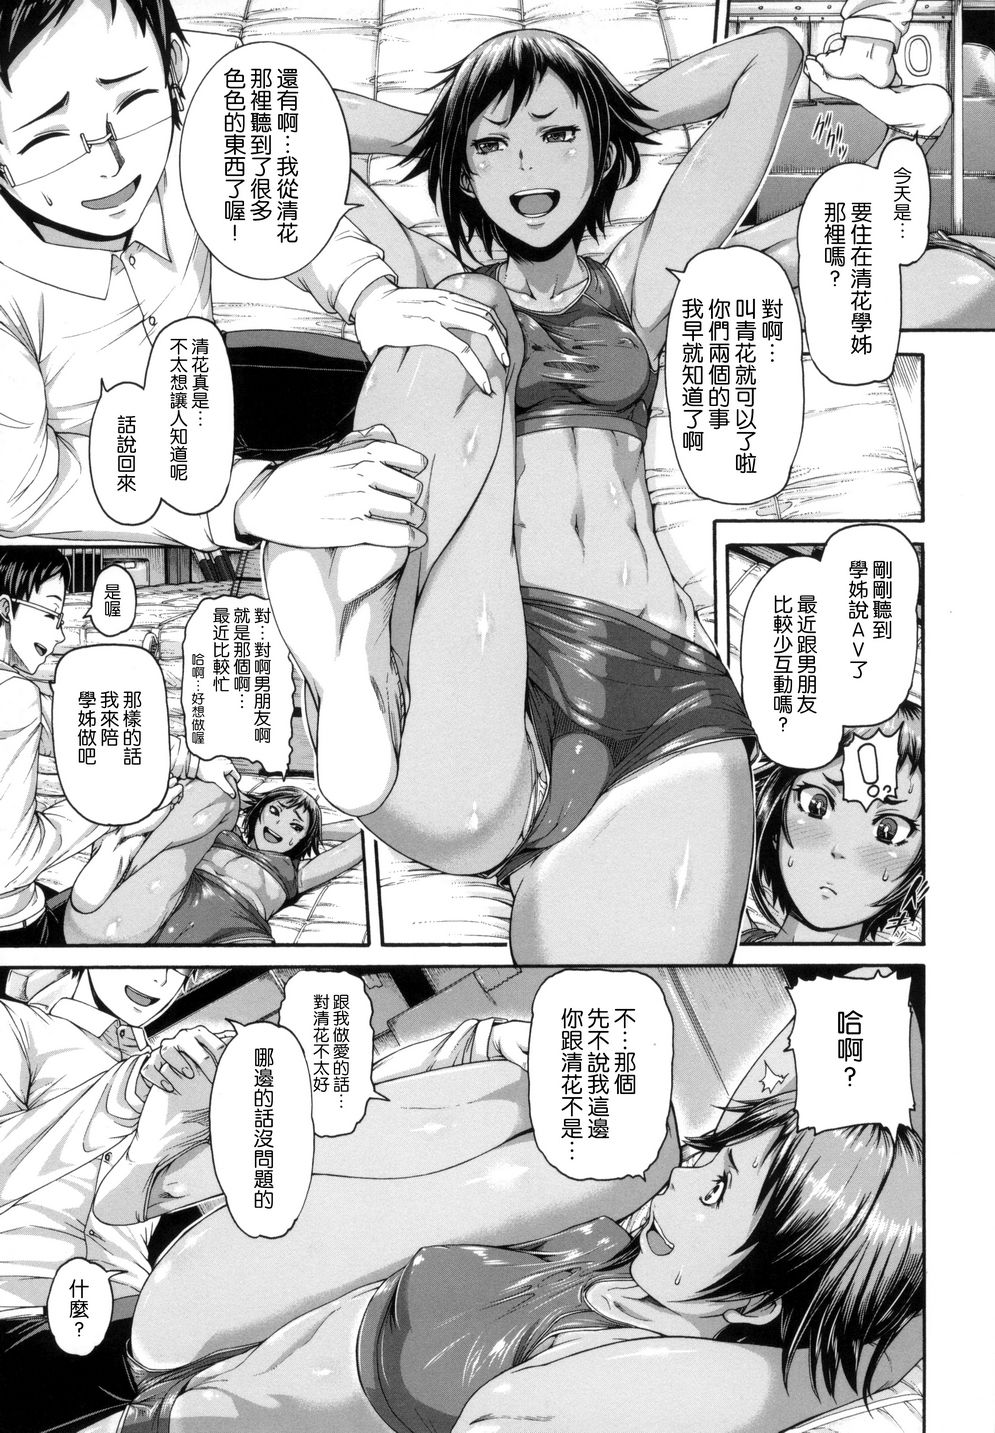 今天是…
要住在清花學姊
那裡嗎？
對啊…
叫青花就可以了啦
你們兩個的事
我早就知道了啊
還有啊…我從清花
那裡聽到了很多
色色的東西了喔！
清花真是…
不太想讓人知道呢
話說回來
剛剛聽到
學姊說AV了
最近跟男朋友
比較少互動嗎？
對…對啊男朋友啊
就是那個啊…
最近比較忙
哈啊…好想做喔
是喔
那樣的話
我來陪
學姊做吧
哈啊？
不…那個
先不說我這邊
你跟清花不是…
跟我做愛的話…
對清花不太好
哪邊的話沒問題的
什麼？